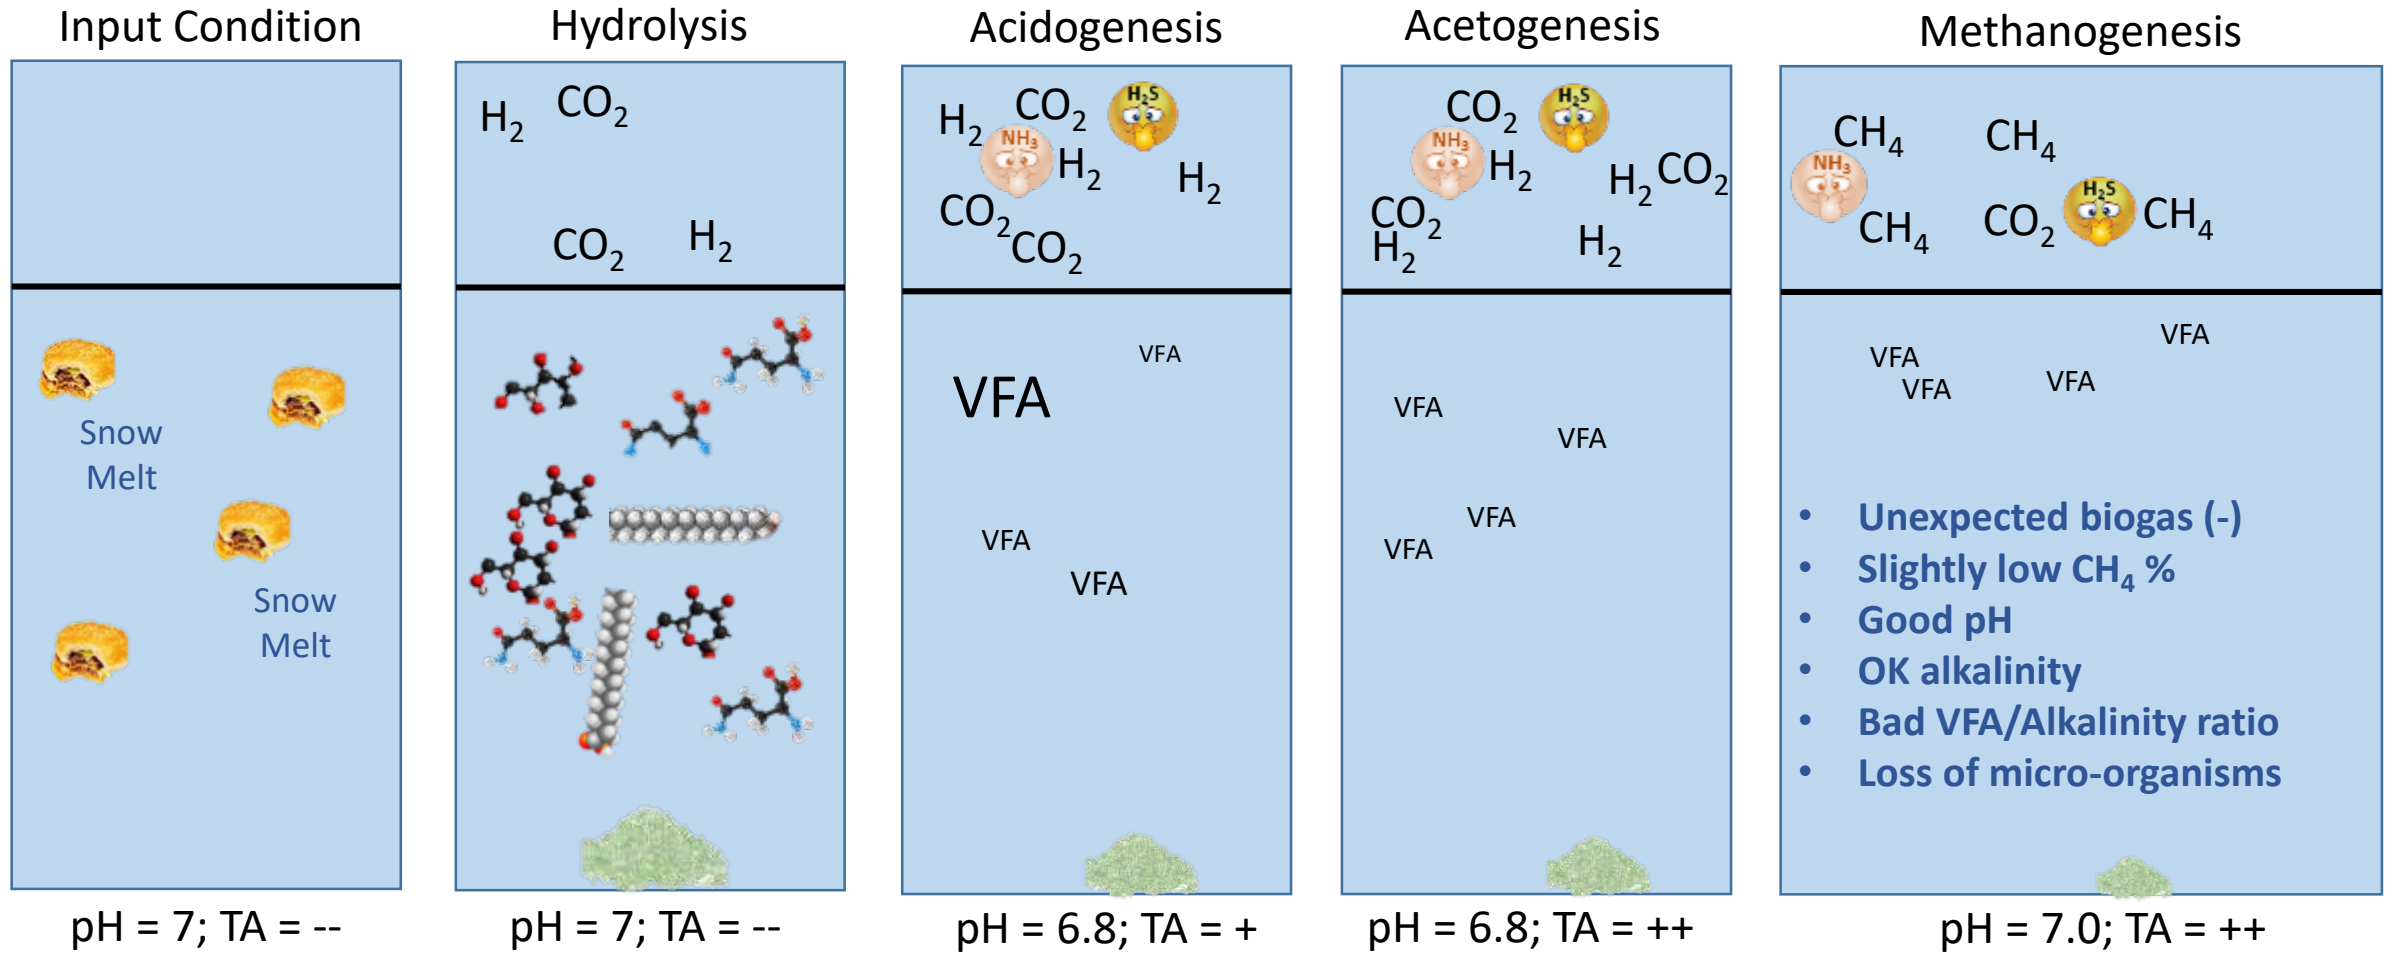 Input Condition
Snow
Melt
Snow
Melt
pH = 7; TA = --
Hydrolysis
H₂
CO₂
CO₂
H₂
pH = 7; TA = --
Acidogenesis
H₂
CO₂
H₂S
NH₃
H₂
H₂
CO₂
CO₂
VFA
VFA
VFA
VFA
pH = 6.8; TA = +
Acetogenesis
CO₂
H₂S
NH₃
H₂
H₂
CO₂
CO₂
H₂
H₂
VFA
VFA
VFA
VFA
pH = 6.8; TA = ++
Methanogenesis
CH₄
CH₄
NH₃
H₂S
CH₄
CO₂
CH₄
VFA
VFA
VFA
VFA
• Unexpected biogas (-)
• Slightly low CH₄ %
• Good pH
• OK alkalinity
• Bad VFA/Alkalinity ratio
• Loss of micro-organisms
pH = 7.0; TA = ++